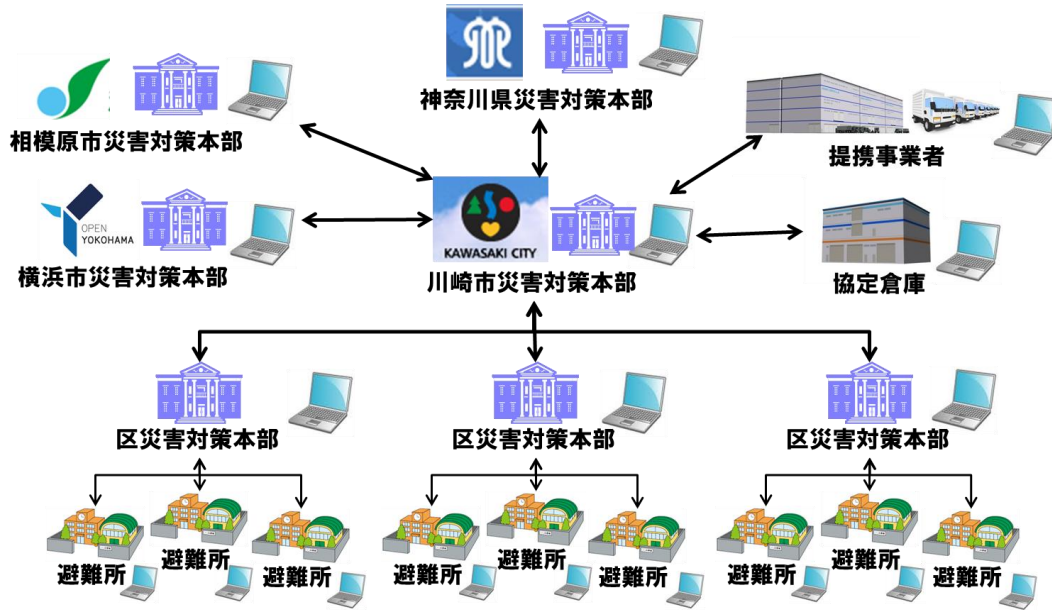 神奈川県災害対策本部
相模原市災害対策本部
提携事業者
OPEN
YOKOHAMA
横浜市災害対策本部
KAWASAKI CITY
川崎市災害対策本部
協定倉庫
区災害対策本部
区災害対策本部
区災害対策本部
避難所
避難所
避難所
避難所
避難所
避難所
避難所
避難所
避難所